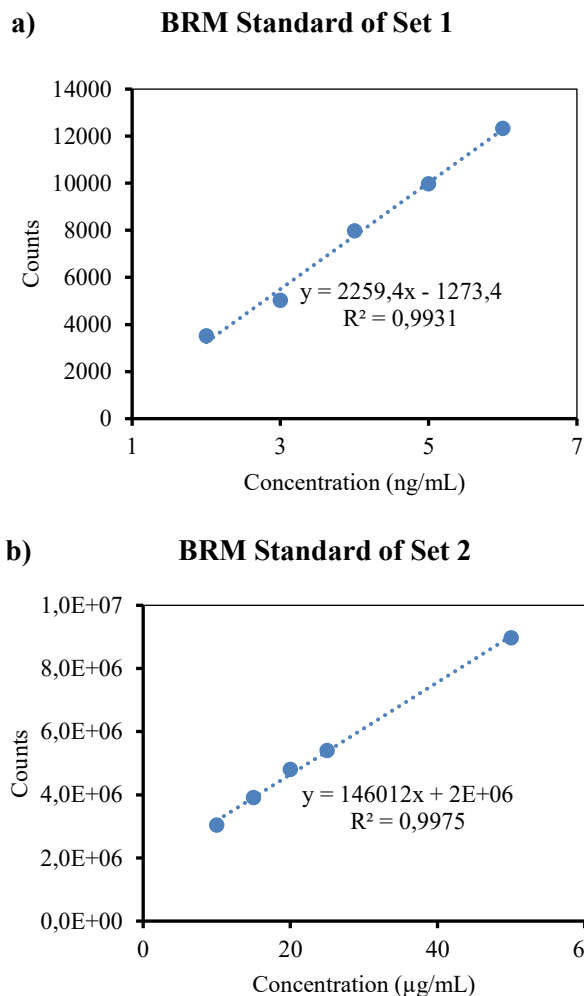 a) BRM Standard of Set 1
14000
12000
10000
8000
6000
4000
2000
0
Counts
y = 2259,4x - 1273,4
R² = 0,9931
1 3 5 7
Concentration (ng/mL)
b) BRM Standard of Set 2
1,0E+07
8,0E+06
6,0E+06
4,0E+06
2,0E+06
0,0E+00
Counts
y = 146012x + 2E+06
R² = 0,9975
0 20 40 6
Concentration (µg/mL)